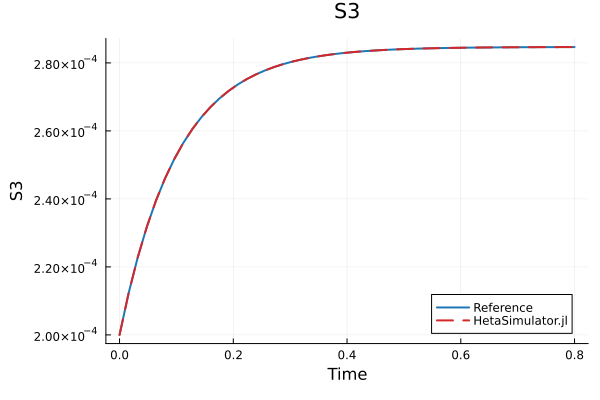 S3
S3
2.80×10⁻⁴
2.60×10⁻⁴
2.40×10⁻⁴
2.20×10⁻⁴
2.00×10⁻⁴
Reference
HetaSimulator.jl
0.0 0.2 0.4 0.6 0.8
Time